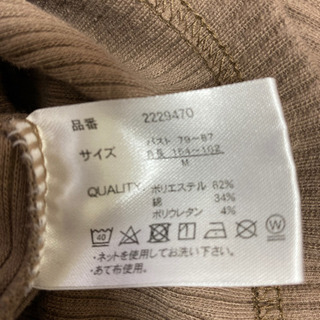 品番 2229470
バスト 79~87
サイズ 身長 154~162
M
QUALITY ポリエステル 62%
綿 34%
ポリウレタン 4%
40
W
・ネットを使用してお洗い下さい。
・あて布使用。